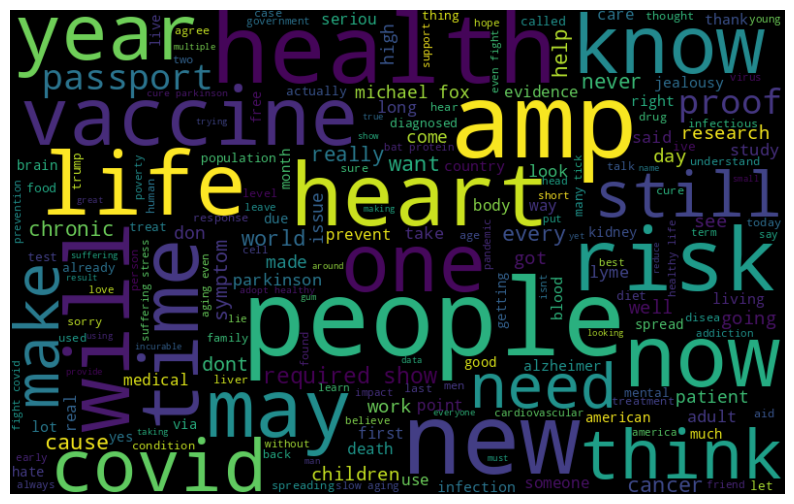 year
health
know
passport
vaccine
amp
proof
life
heart
still
risk
one
people
time
will
make
may
need
now
new
think
covid
case
government
called
thing
hope
support
even fight
agree
multiple
live
two
seriou
high
help
care
thought
thank
young
cure parkinson
actually
michael fox
evidence
never
jealousy
virus
trying
free
long
hear
true
diagnosed
show
come
right
drug
infectious
said
research
study
brain
trump
food
poverty
population
human
month
really
bat protein
want
sure
country
look
body
day
live
talk
name
understand
cure
small
great
level
prevention
chronic
treat
response
leave
cell
due
issue
making
head
short
way
put
many tick
don
world
prevent
every
kidney
see
today
yet
term
say
test
suffering
already
result
love
person
symptom
suffering stress
aging even
around
made
parkinson
take
age
pandemic
got
lyme
best
reduce
healthy life
adopt healthy
gum
getting
isnt
blood
diet
living
well
spread
disea
going
sorry
used
using
incurable
lie
family
found
looking
addiction
fight covid
provide
medical
liver
dont
required show
data
good
alzheimer
mental
treatment
patient
real
lot
via
learn
impact
last
men
work
point
cardiovascular
american
adult
aid
cause
yes
taking
condition
without
back
believe
first
everyone
america
much
early
hate
always
man
death
must
children
use
infection
someone
cancer
friend
let
spreading
slow aging